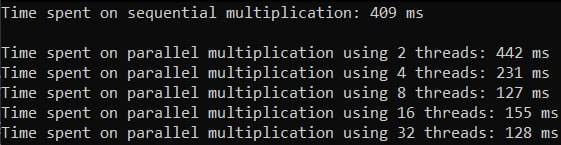 Time spent on sequential multiplication: 409 ms
Time spent on parallel multiplication using 2 threads: 442 ms
Time spent on parallel multiplication using 4 threads: 231 ms
Time spent on parallel multiplication using 8 threads: 127 ms
Time spent on parallel multiplication using 16 threads: 155 ms
Time spent on parallel multiplication using 32 threads: 128 ms